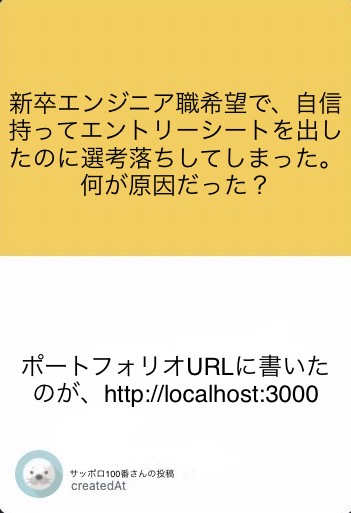 新卒エンジニア職希望で、自信
持ってエントリーシートを出し
たのに選考落ちしてしまった。
何が原因だった？
ポートフォリオURLに書いた
のが、http://localhost:3000
サッポロ100番さんの投稿
createdAt